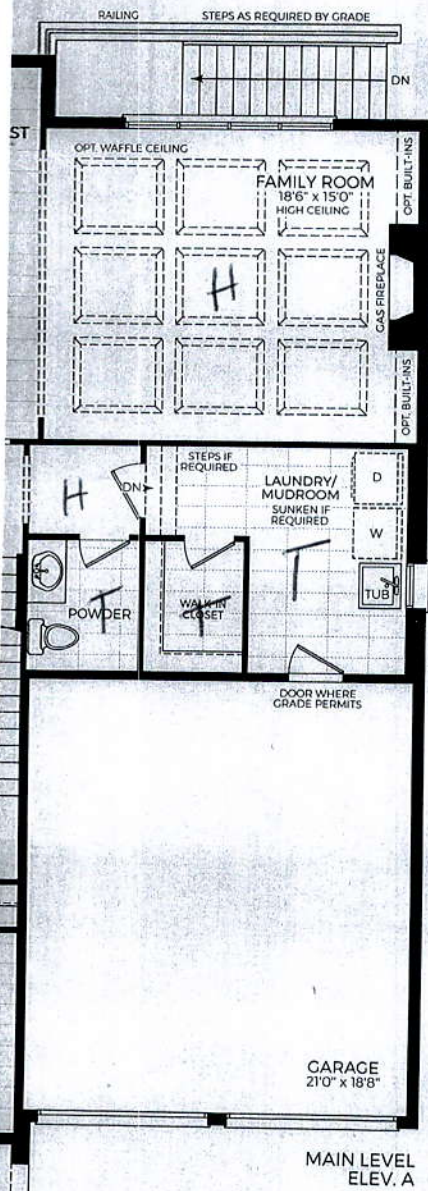 RAILING
STEPS AS REQUIRED BY GRADE
DN
ST
OPT. WAFFLE CEILING
FAMILY ROOM
18'6" x 15'0"
HIGH CEILING
OPT. BUILT-INS
GAS FIREPLACE
H
OPT. BUILT-INS
STEPS IF
REQUIRED
DN
H
LAUNDRY/
MUDROOM
SUNKEN IF
REQUIRED
D
W
T
TUB
POWDER
T
WALK-IN
CLOSET
T
DOOR WHERE
GRADE PERMITS
GARAGE
21'0" x 18'8"
MAIN LEVEL
ELEV. A